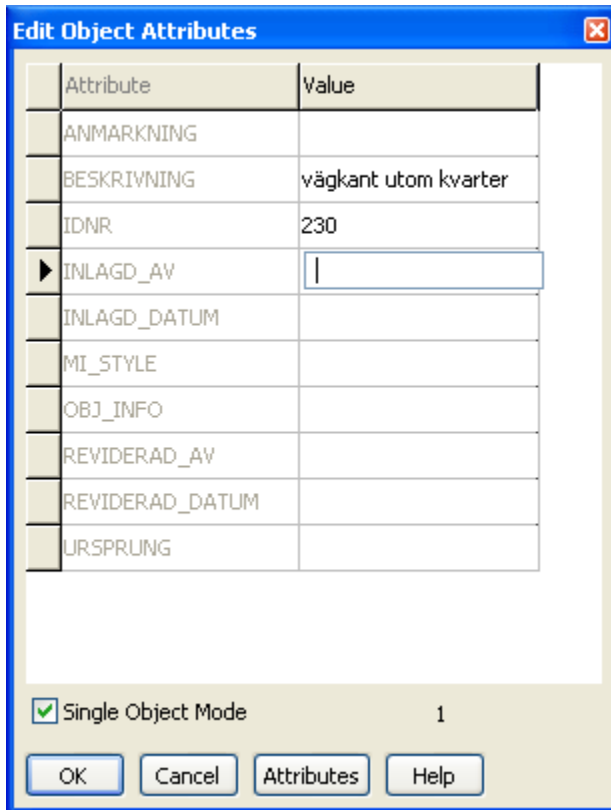 Edit Object Attributes
Attribute Value
ANMARKNING
BESKRIVNING vägkant utom kvarter
IDNR 230
INLAGD_AV
INLAGD_DATUM
MI_STYLE
OBJ_INFO
REVIDERAD_AV
REVIDERAD_DATUM
URSPRUNG
Single Object Mode 1
OK Cancel Attributes Help